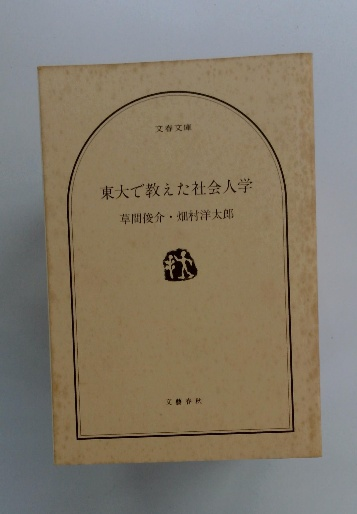 文春文庫
東大で教えた社会人学
草間俊介・畑村洋太郎
文藝春秋